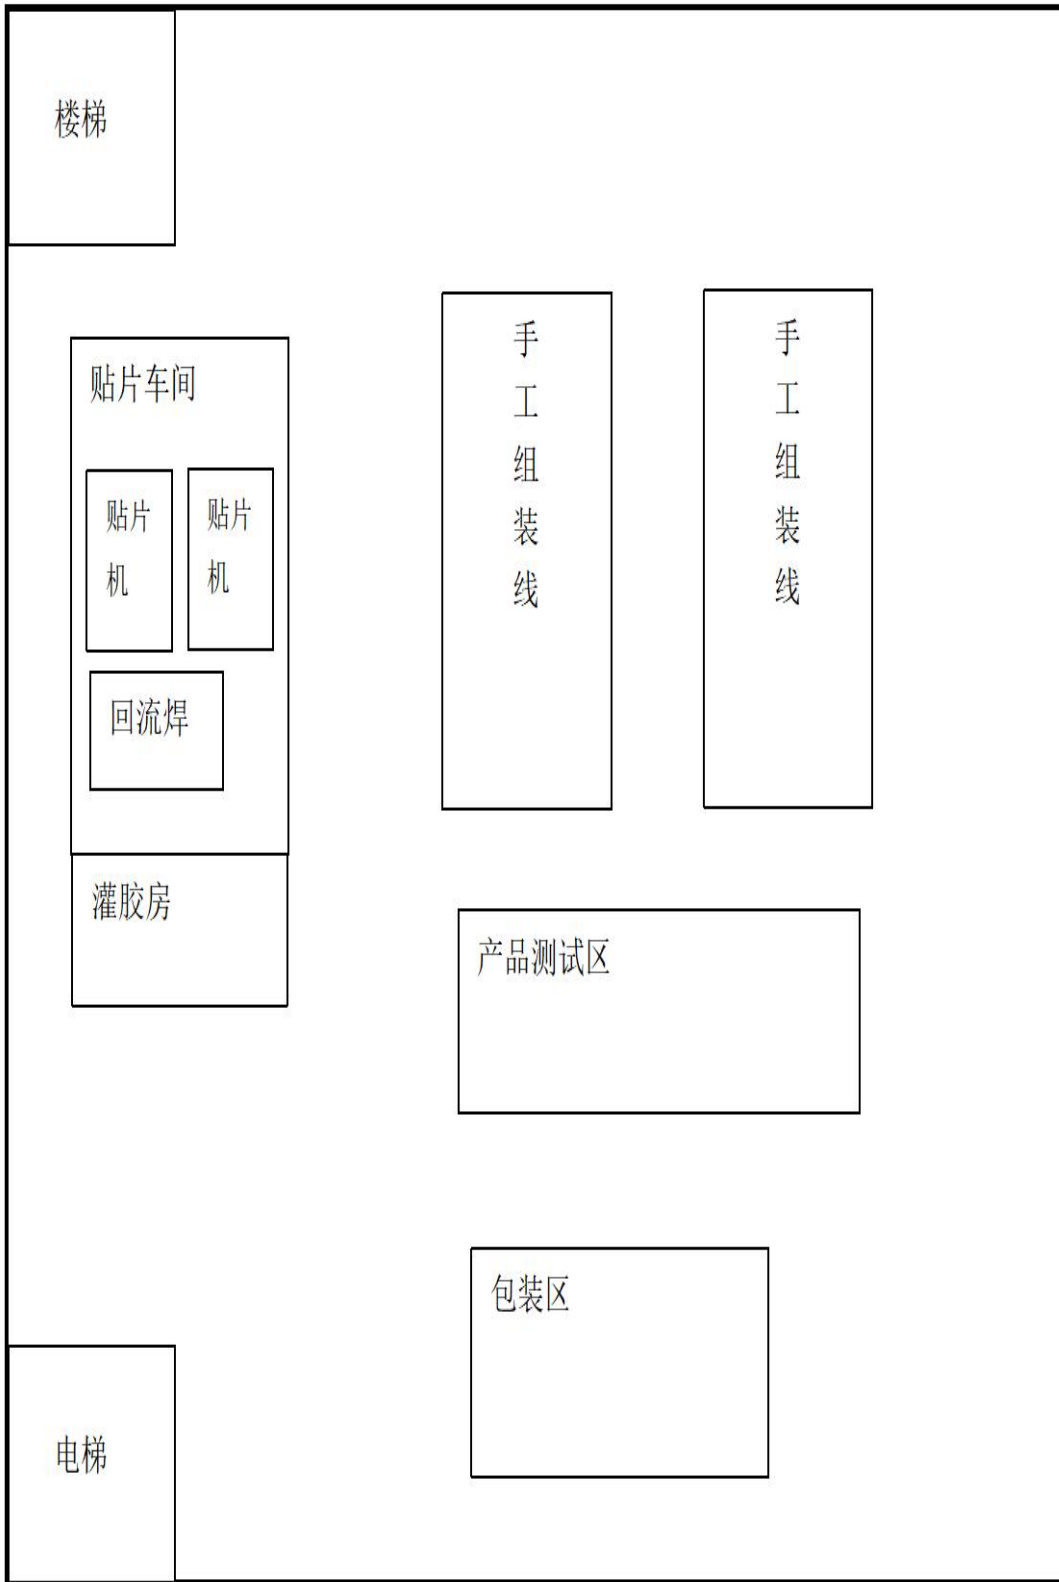 楼梯
贴片车间
贴片
机
贴片
机
回流焊
灌胶房
手
工
组
装
线
手
工
组
装
线
产品测试区
包装区
电梯